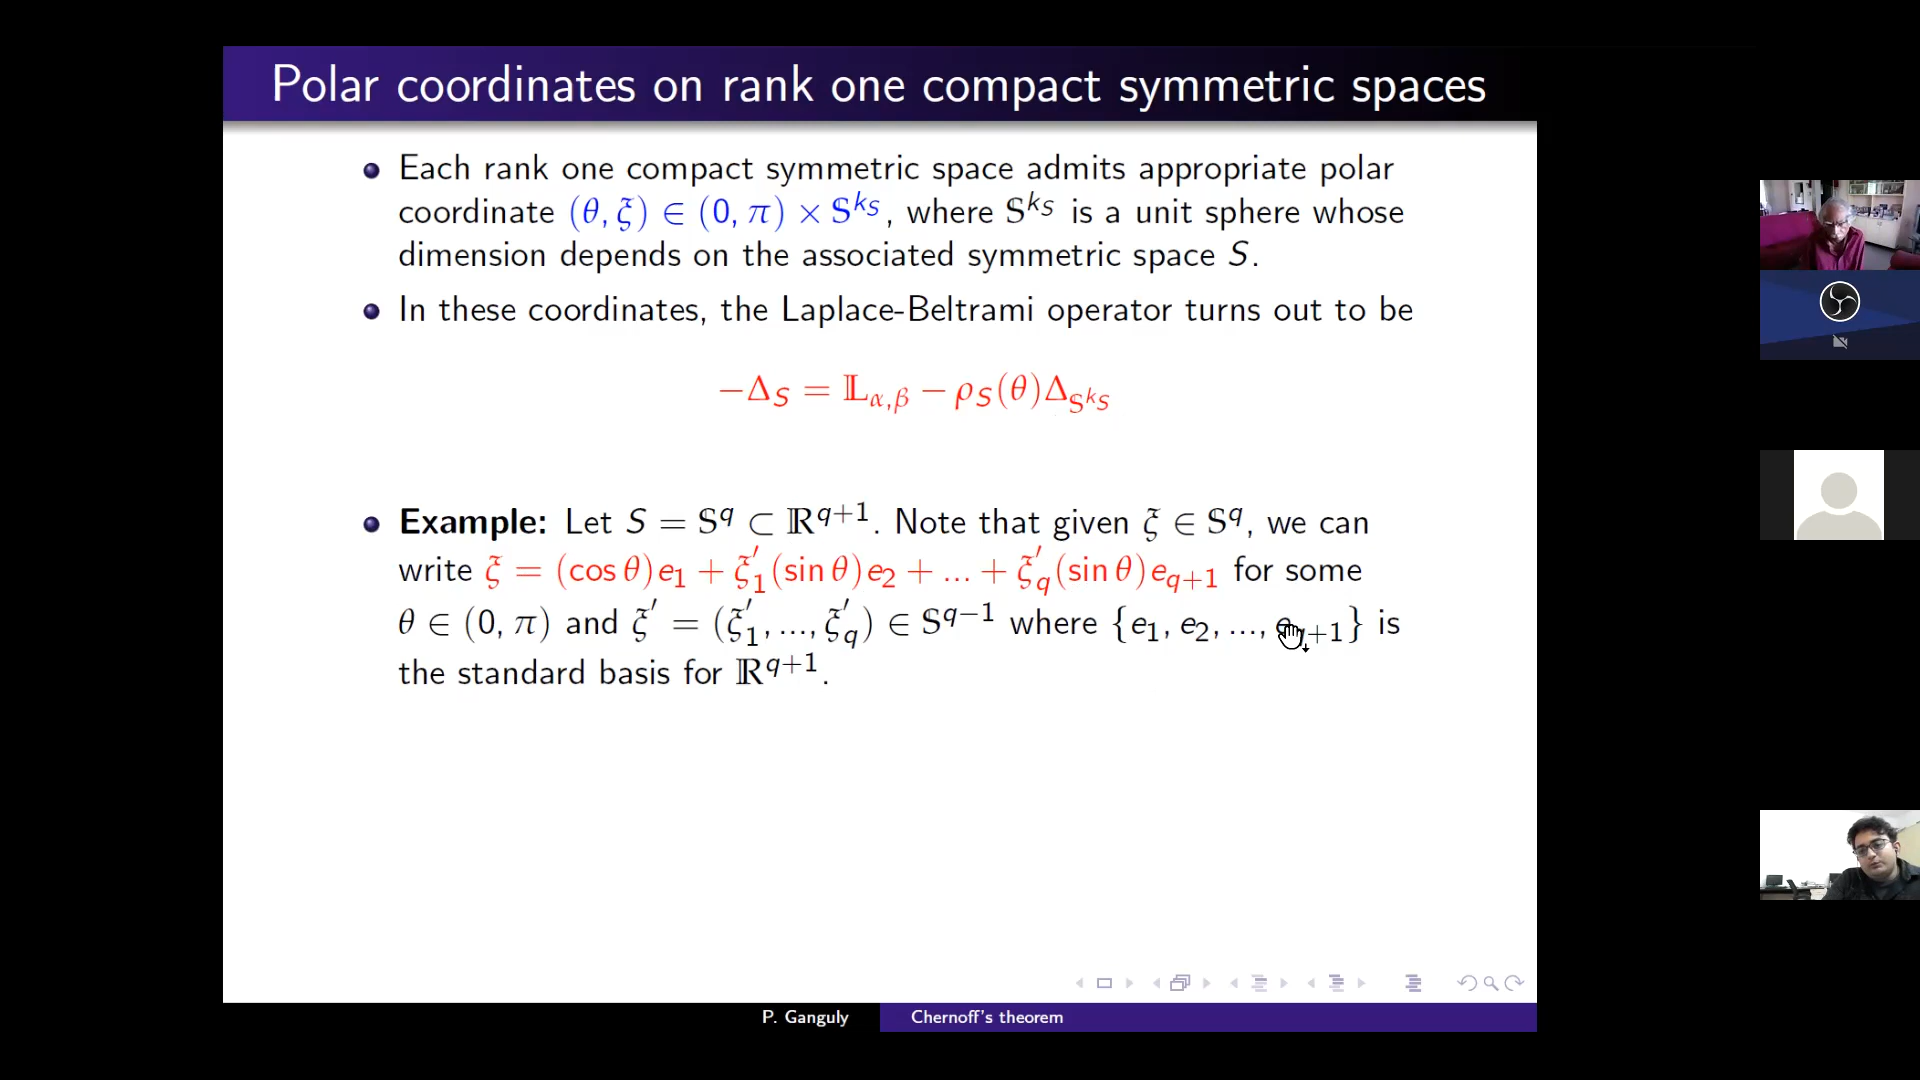 Polar coordinates on rank one compact symmetric spaces
Each rank one compact symmetric space admits appropriate polar
coordinate (θ, ξ) ∈ (0, π) × 𝕊^{k_S}, where 𝕊^{k_S} is a unit sphere whose
dimension depends on the associated symmetric space S.
In these coordinates, the Laplace-Beltrami operator turns out to be
−Δ_S = 𝕃_{α,β} − ρ_S(θ)Δ_{𝕊^{k_S}}
Example: Let S = 𝕊^q ⊂ ℝ^{q+1}. Note that given ξ ∈ 𝕊^q, we can
write ξ = (cos θ)e_1 + ξ'_1(sin θ)e_2 + ... + ξ'_q(sin θ)e_{q+1} for some
θ ∈ (0, π) and ξ' = (ξ'_1, ..., ξ'_q) ∈ 𝕊^{q−1} where {e_1, e_2, ..., e_{q+1}} is
the standard basis for ℝ^{q+1}.
P. Ganguly Chernoff's theorem